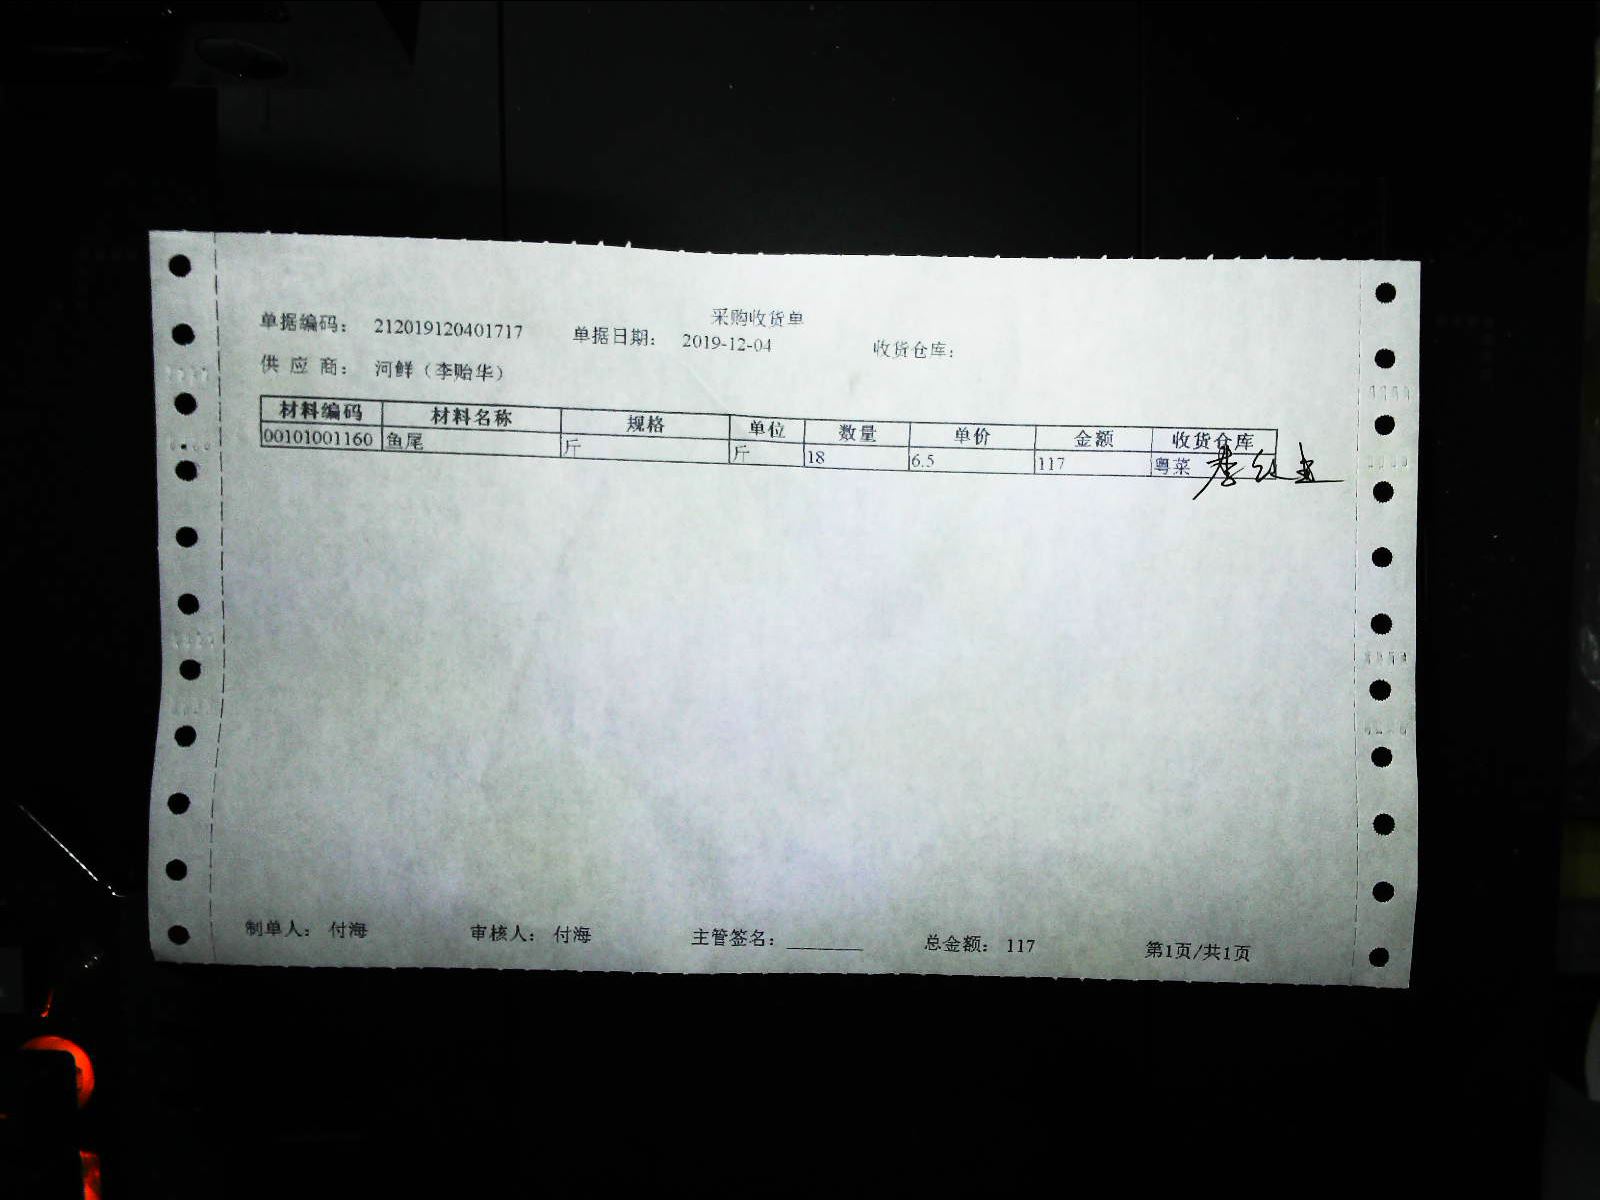 采购收货单
单据编码： 212019120401717 单据日期： 2019-12-04 收货仓库：
供 应 商： 河鲜（李贻华）
材料编码 材料名称 规格 单位 数量 单价 金额 收货仓库
00101001160 鱼尾 斤 斤 18 6.5 117 粤菜
制单人： 付海 审核人： 付海 主管签名：________ 总金额： 117 第1页/共1页